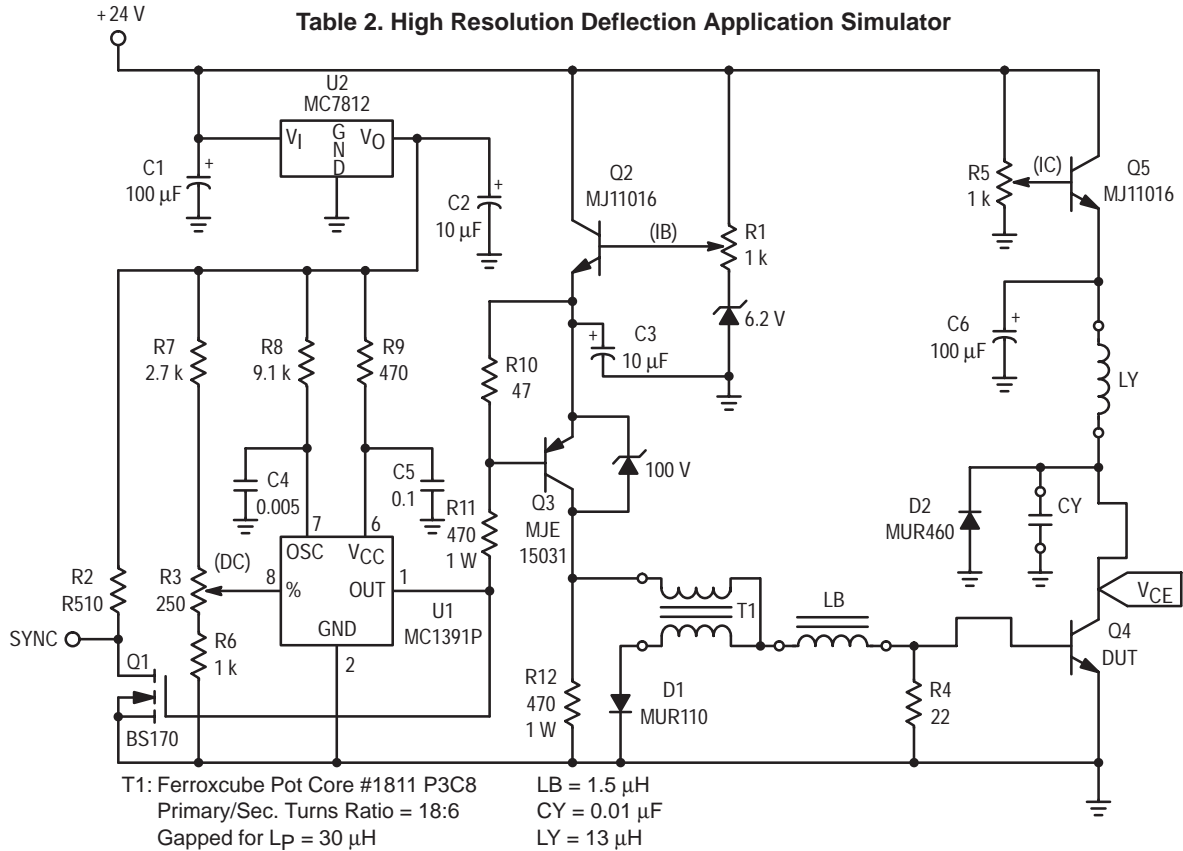 Table 2. High Resolution Deflection Application Simulator
+ 24 V
U2
MC7812
VI
G
N
D
VO
C1
100 μF
+
C2
10 μF
+
Q2
MJ11016
(IB)
R1
1 k
6.2 V
R5
1 k
(IC)
Q5
MJ11016
R7
2.7 k
R8
9.1 k
R9
470
R10
47
+
C3
10 μF
C6
100 μF
+
LY
C4
0.005
C5
0.1
Q3
MJE
15031
100 V
R11
470
1 W
D2
MUR460
CY
VCE
7
6
OSC
VCC
8
%
OUT
1
GND
2
U1
MC1391P
(DC)
R2
R510
R3
250
R6
1 k
SYNC
Q1
BS170
R12
470
1 W
T1
LB
D1
MUR110
R4
22
Q4
DUT
T1: Ferroxcube Pot Core #1811 P3C8
Primary/Sec. Turns Ratio = 18:6
Gapped for LP = 30 μH
LB = 1.5 μH
CY = 0.01 μF
LY = 13 μH